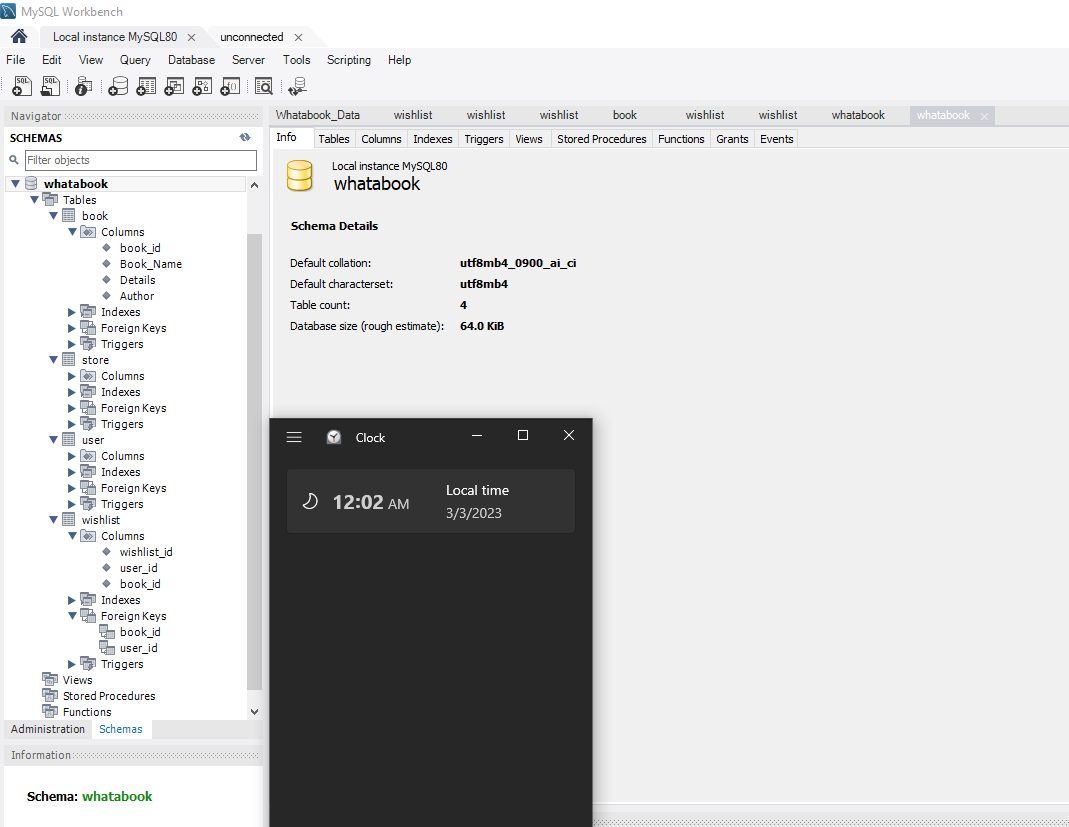 MySQL Workbench
Local instance MySQL80
unconnected
File Edit View Query Database Server Tools Scripting Help
SQL SQL
Navigator
SCHEMAS
Filter objects
whatabook
Tables
book
Columns
book_id
Book_Name
Details
Author
Indexes
Foreign Keys
Triggers
store
Columns
Indexes
Foreign Keys
Triggers
user
Columns
Indexes
Foreign Keys
Triggers
wishlist
Columns
wishlist_id
user_id
book_id
Indexes
Foreign Keys
book_id
user_id
Triggers
Views
Stored Procedures
Functions
Administration Schemas
Information
Schema: whatabook
Whatabook_Data wishlist wishlist wishlist book wishlist wishlist whatabook whatabook
Info Tables Columns Indexes Triggers Views Stored Procedures Functions Grants Events
Local instance MySQL80
whatabook
Schema Details
Default collation: utf8mb4_0900_ai_ci
Default characterset: utf8mb4
Table count: 4
Database size (rough estimate): 64.0 KiB
Clock
12:02 AM
Local time
3/3/2023